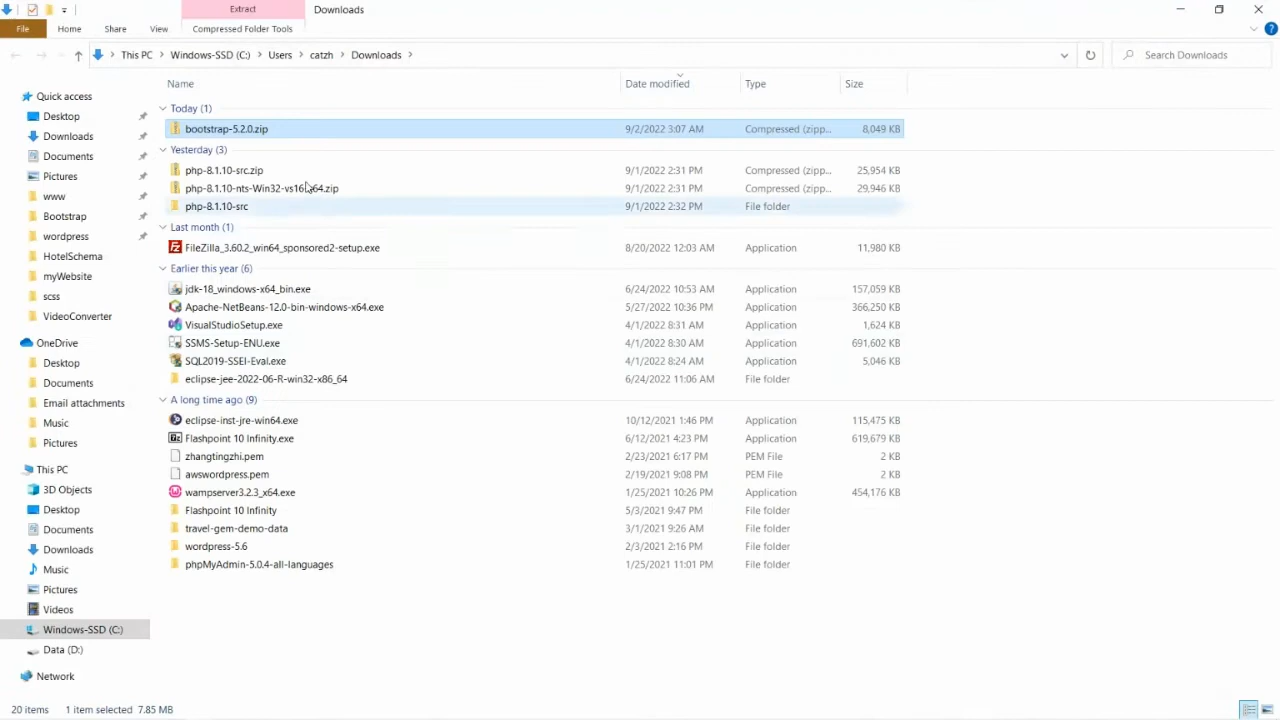 Extract
Downloads
File
Home
Share
View
Compressed Folder Tools
This PC
Windows-SSD (C:)
Users
catzh
Downloads
Search Downloads
Name
Date modified
Type
Size
Quick access
Desktop
Downloads
Documents
Pictures
www
Bootstrap
wordpress
HotelSchema
myWebsite
scss
VideoConverter
OneDrive
Desktop
Documents
Email attachments
Music
Pictures
This PC
3D Objects
Desktop
Documents
Downloads
Music
Pictures
Videos
Windows-SSD (C:)
Data (D:)
Network
Today (1)
bootstrap-5.2.0.zip 9/2/2022 3:07 AM Compressed (zipp... 8,049 KB
Yesterday (3)
php-8.1.10-src.zip 9/1/2022 2:31 PM Compressed (zipp... 25,954 KB
php-8.1.10-nts-Win32-vs16-x64.zip 9/1/2022 2:31 PM Compressed (zipp... 29,946 KB
php-8.1.10-src 9/1/2022 2:32 PM File folder
Last month (1)
FileZilla_3.60.2_win64_sponsored2-setup.exe 8/20/2022 12:03 AM Application 11,980 KB
Earlier this year (6)
jdk-18_windows-x64_bin.exe 6/24/2022 10:53 AM Application 157,059 KB
Apache-NetBeans-12.0-bin-windows-x64.exe 5/27/2022 10:36 PM Application 366,250 KB
VisualStudioSetup.exe 4/1/2022 8:31 AM Application 1,624 KB
SSMS-Setup-ENU.exe 4/1/2022 8:30 AM Application 691,602 KB
SQL2019-SSEI-Eval.exe 4/1/2022 8:24 AM Application 5,046 KB
eclipse-jee-2022-06-R-win32-x86_64 6/24/2022 11:06 AM File folder
A long time ago (9)
eclipse-inst-jre-win64.exe 10/12/2021 1:46 PM Application 115,475 KB
Flashpoint 10 Infinity.exe 6/12/2021 4:23 PM Application 619,679 KB
zhangtingzhi.pem 2/23/2021 6:17 PM PEM File 2 KB
awswordpress.pem 2/19/2021 9:08 PM PEM File 2 KB
wampserver3.2.3_x64.exe 1/25/2021 10:26 PM Application 454,176 KB
Flashpoint 10 Infinity 5/3/2021 9:47 PM File folder
travel-gem-demo-data 3/1/2021 9:26 AM File folder
wordpress-5.6 2/3/2021 2:16 PM File folder
phpMyAdmin-5.0.4-all-languages 1/25/2021 11:01 PM File folder
20 items 1 item selected 7.85 MB